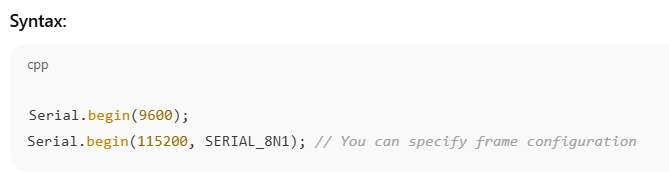 Syntax:
cpp
Serial.begin(9600);
Serial.begin(115200, SERIAL_8N1); // You can specify frame configuration